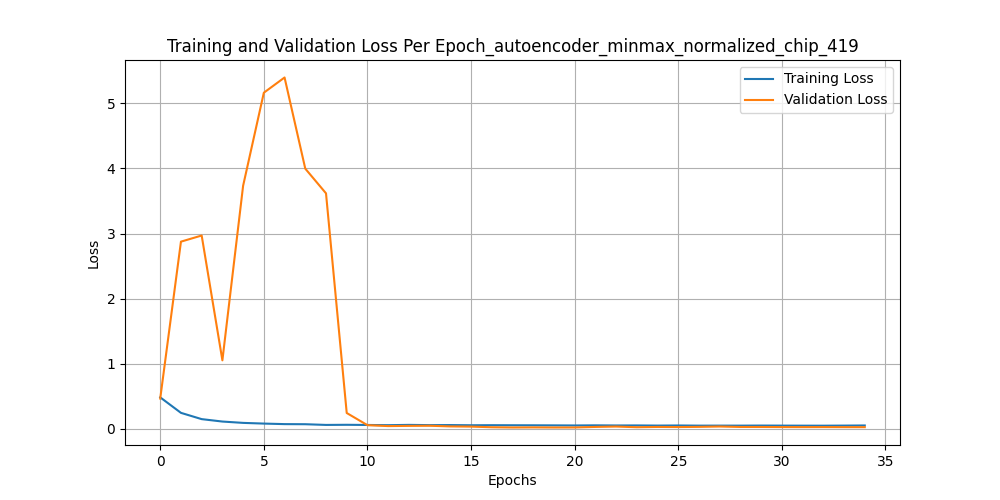 Training and Validation Loss Per Epoch_autoencoder_minmax_normalized_chip_419
Training Loss
Validation Loss
Loss
5
4
3
2
1
0
0 5 10 15 20 25 30 35
Epochs